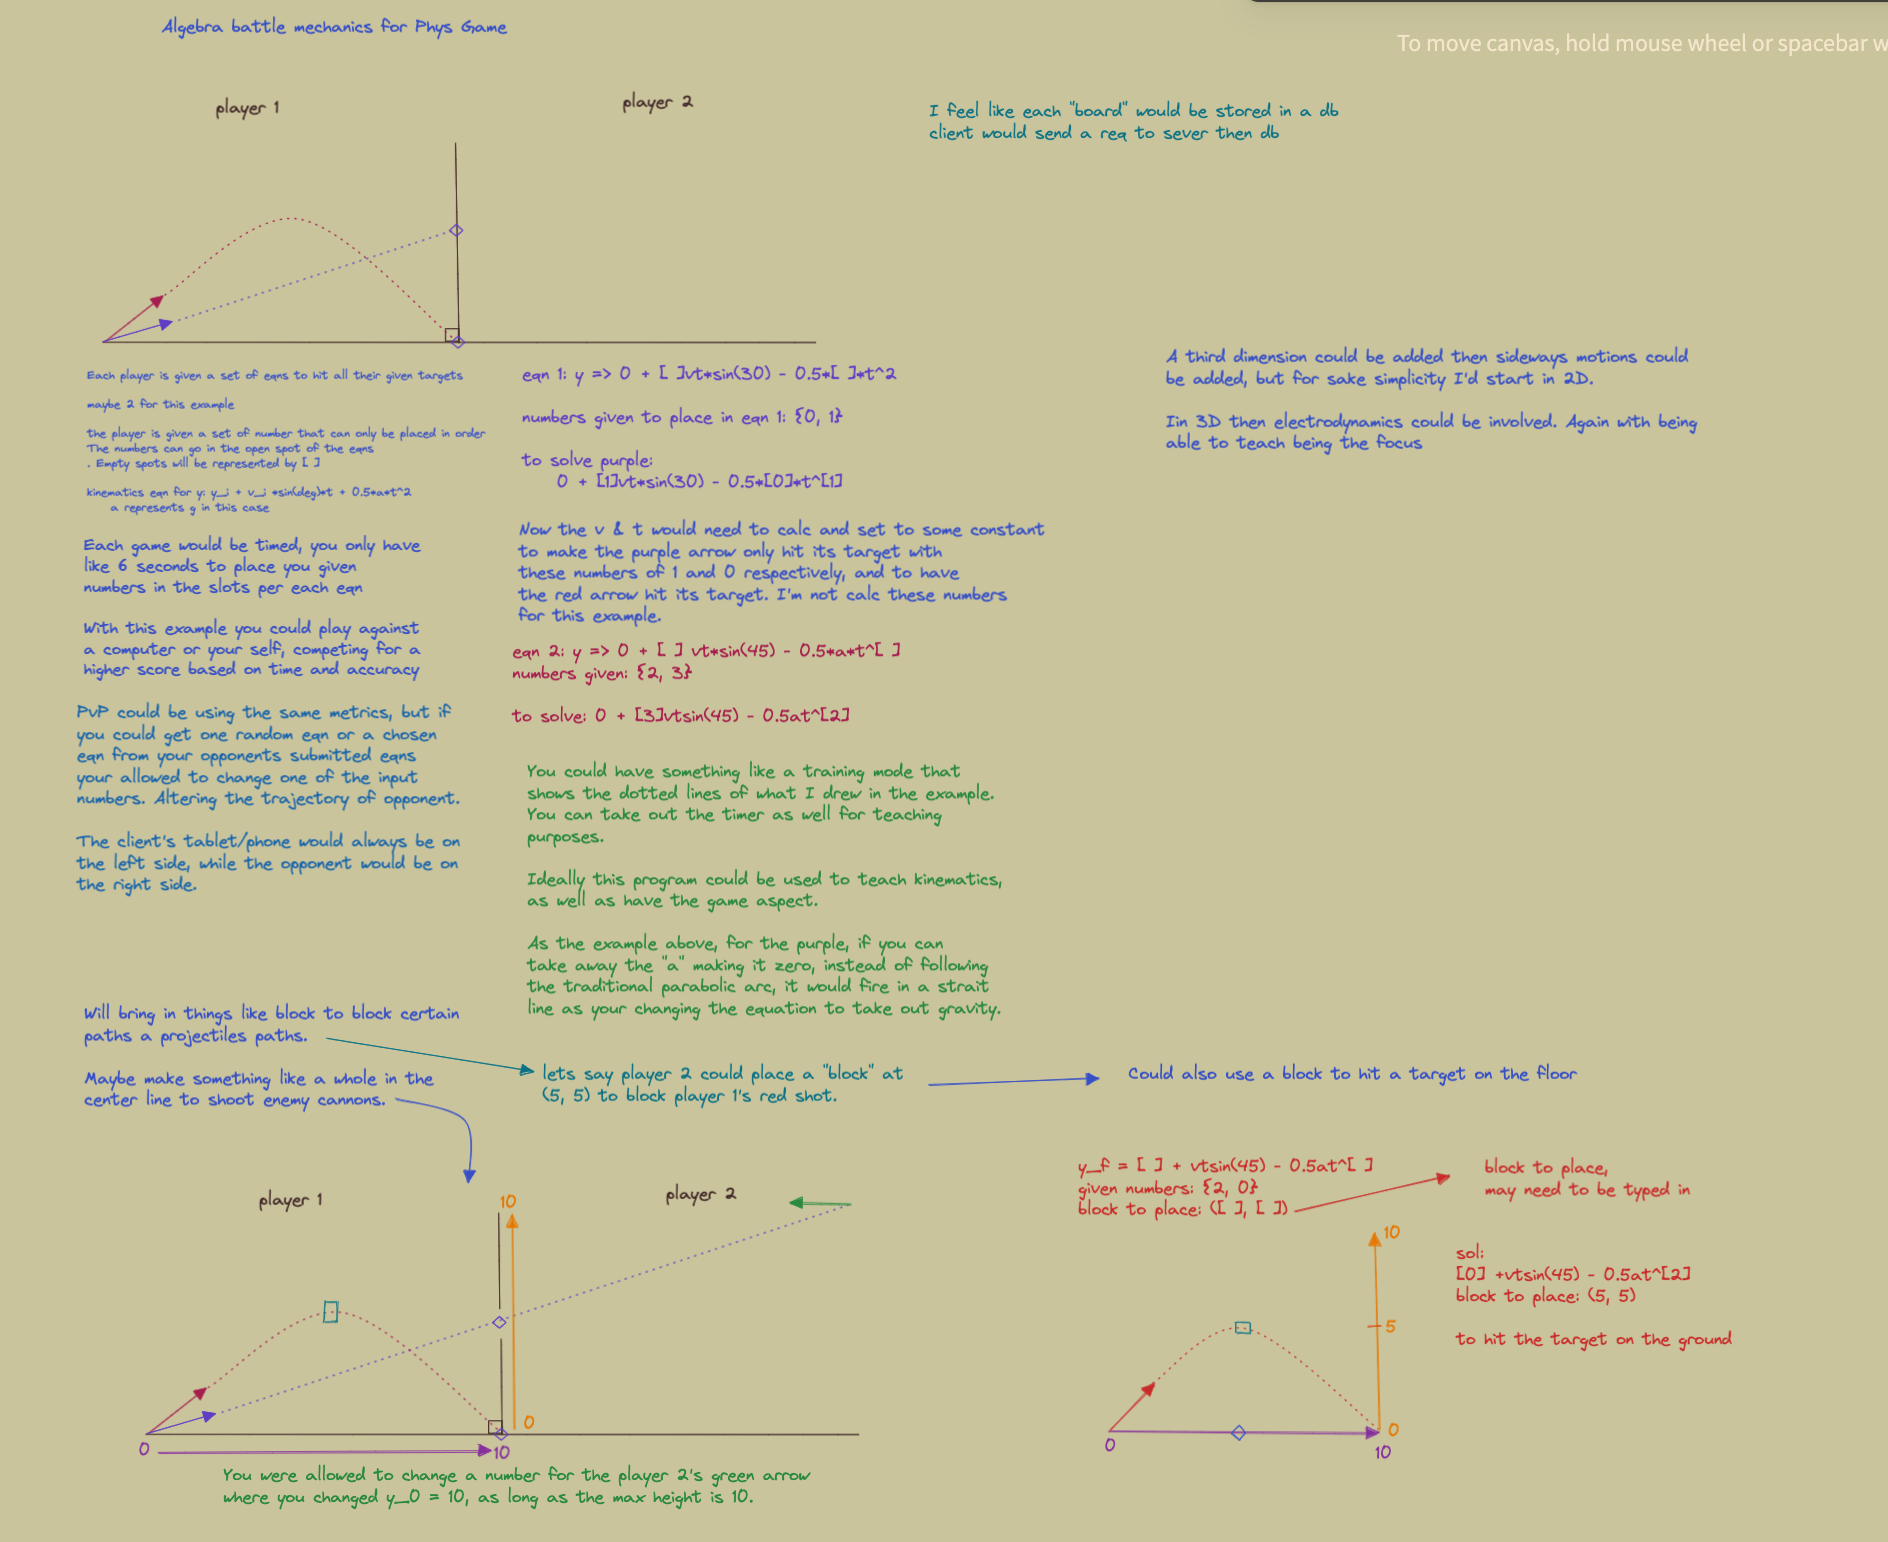 Algebra battle mechanics for Phys Game
To move canvas, hold mouse wheel or spacebar w
player 1
player 2
I feel like each "board" would be stored in a db
client would send a req to sever then db
Each player is given a set of eqns to hit all their given targets
maybe 2 for this example
the player is given a set of number that can only be placed in order
The numbers can go in the open spot of the eqns
. Empty spots will be represented by [ ]
kinematics eqn for y: y_i + v_i *sin(deg)*t + 0.5*a*t^2
a represents g in this case
Each game would be timed, you only have
like 6 seconds to place you given
numbers in the slots per each eqn
With this example you could play against
a computer or your self, competing for a
higher score based on time and accuracy
PvP could be using the same metrics, but if
you could get one random eqn or a chosen
eqn from your opponents submitted eqns
your allowed to change one of the input
numbers. Altering the trajectory of opponent.
The client's tablet/phone would always be on
the left side, while the opponent would be on
the right side.
eqn 1: y => 0 + [ ]vt*sin(30) - 0.5*[ ]*t^2
numbers given to place in eqn 1: {0, 1}
to solve purple:
0 + [1]vt*sin(30) - 0.5*[0]*t^[1]
Now the v & t would need to calc and set to some constant
to make the purple arrow only hit its target with
these numbers of 1 and 0 respectively, and to have
the red arrow hit its target. I'm not calc these numbers
for this example.
eqn 2: y => 0 + [ ] vt*sin(45) - 0.5*a*t^[ ]
numbers given: {2, 3}
to solve: 0 + [3]vtsin(45) - 0.5at^[2]
You could have something like a training mode that
shows the dotted lines of what I drew in the example.
You can take out the timer as well for teaching
purposes.
Ideally this program could be used to teach kinematics,
as well as have the game aspect.
As the example above, for the purple, if you can
take away the "a" making it zero, instead of following
the traditional parabolic arc, it would fire in a strait
line as your changing the equation to take out gravity.
A third dimension could be added then sideways motions could
be added, but for sake simplicity I'd start in 2D.
Iin 3D then electrodynamics could be involved. Again with being
able to teach being the focus
Will bring in things like block to block certain
paths a projectiles paths.
Maybe make something like a whole in the
center line to shoot enemy cannons.
lets say player 2 could place a "block" at
(5, 5) to block player 1's red shot.
Could also use a block to hit a target on the floor
player 1
player 2
10
0
0
10
You were allowed to change a number for the player 2's green arrow
where you changed y_0 = 10, as long as the max height is 10.
y_f = [ ] + vtsin(45) - 0.5at^[ ]
given numbers: {2, 0}
block to place: ([ ], [ ])
block to place,
may need to be typed in
10
5
0
0
10
sol:
[0] +vtsin(45) - 0.5at^[2]
block to place: (5, 5)
to hit the target on the ground